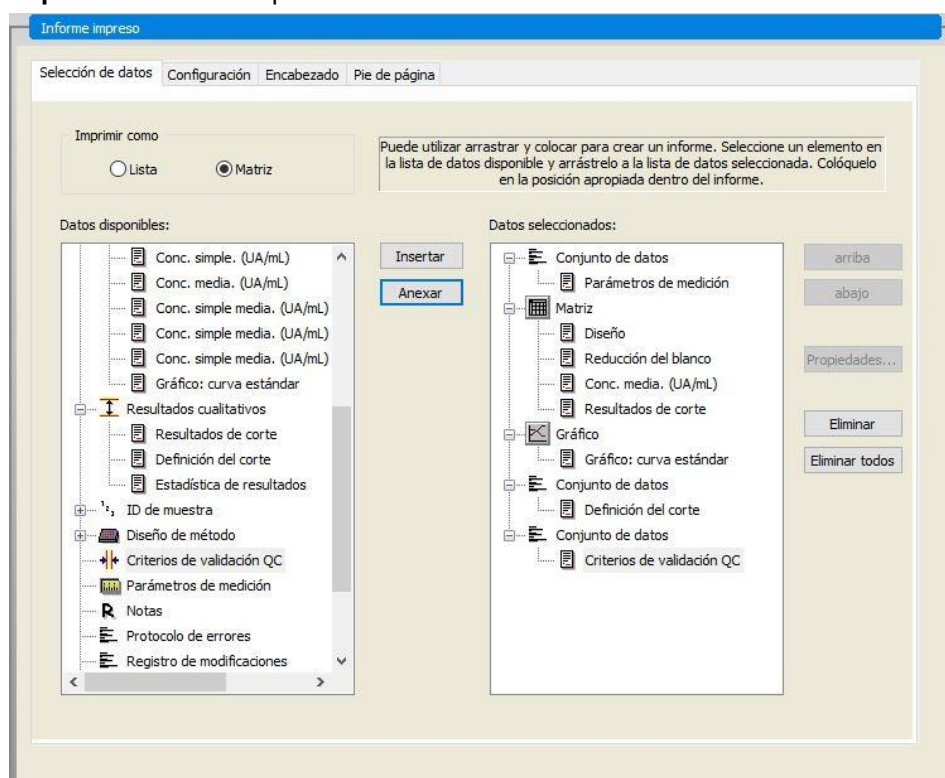 Informe impreso
Selección de datos Configuración Encabezado Pie de página
Imprimir como
Lista Matriz
Puede utilizar arrastrar y colocar para crear un informe. Seleccione un elemento en
la lista de datos disponible y arrástrelo a la lista de datos seleccionada. Colóquelo
en la posición apropiada dentro del informe.
Datos disponibles:
Conc. simple. (UA/mL)
Conc. media. (UA/mL)
Conc. simple media. (UA/mL)
Conc. simple media. (UA/mL)
Conc. simple media. (UA/mL)
Gráfico: curva estándar
Resultados cualitativos
Resultados de corte
Definición del corte
Estadística de resultados
ID de muestra
Diseño de método
Criterios de validación QC
Parámetros de medición
R Notas
Protocolo de errores
Registro de modificaciones
Insertar
Anexar
Datos seleccionados:
Conjunto de datos
Parámetros de medición
Matriz
Diseño
Reducción del blanco
Conc. media. (UA/mL)
Resultados de corte
Gráfico
Gráfico: curva estándar
Conjunto de datos
Definición del corte
Conjunto de datos
Criterios de validación QC
arriba
abajo
Propiedades...
Eliminar
Eliminar todos